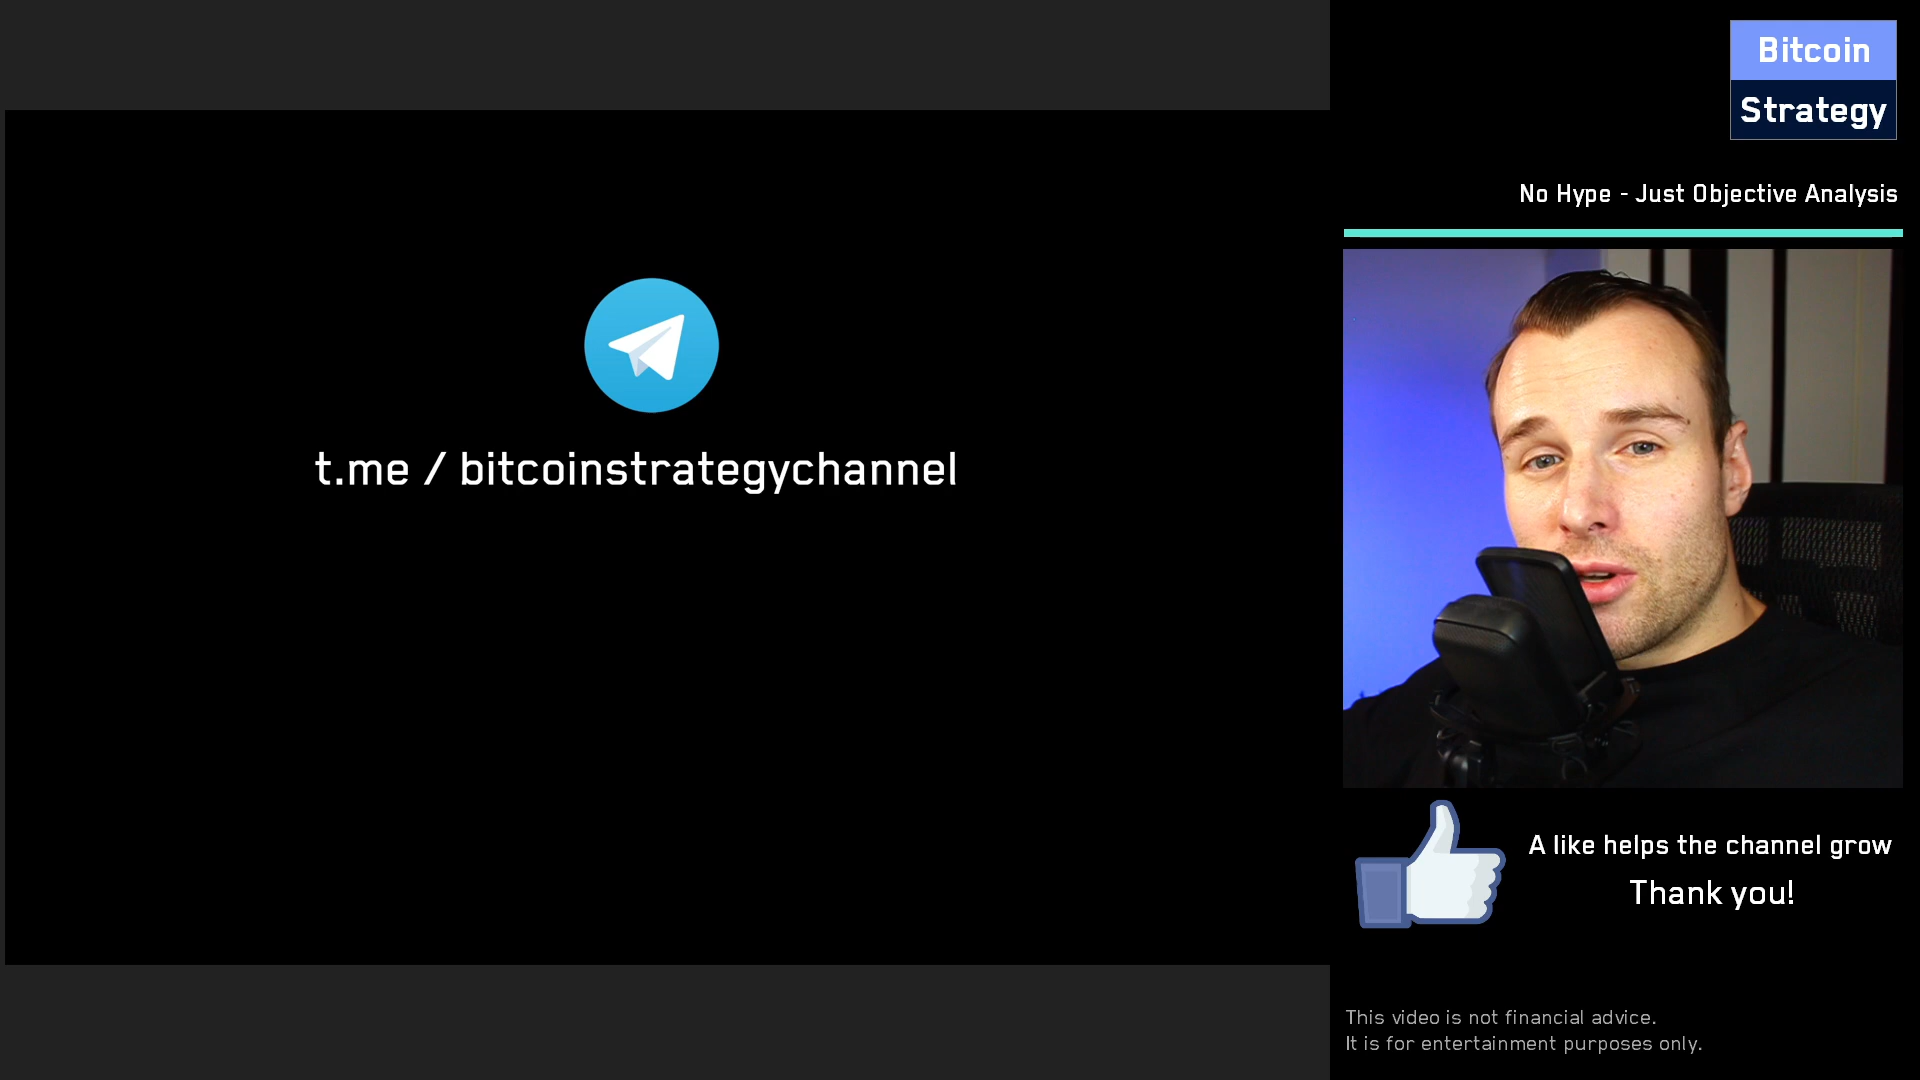 t.me / bitcoinstrategychannel
Bitcoin
Strategy
No Hype - Just Objective Analysis
A like helps the channel grow
Thank you!
This video is not financial advice.
It is for entertainment purposes only.